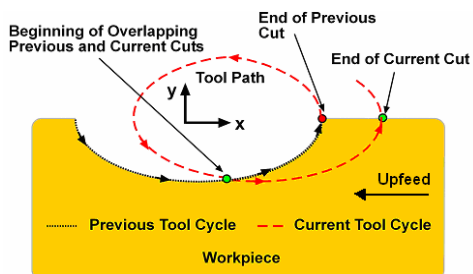 End of Previous
Cut
Beginning of Overlapping
Previous and Current Cuts
End of Current Cut
Tool Path
y
x
Upfeed
Previous Tool Cycle
Current Tool Cycle
Workpiece